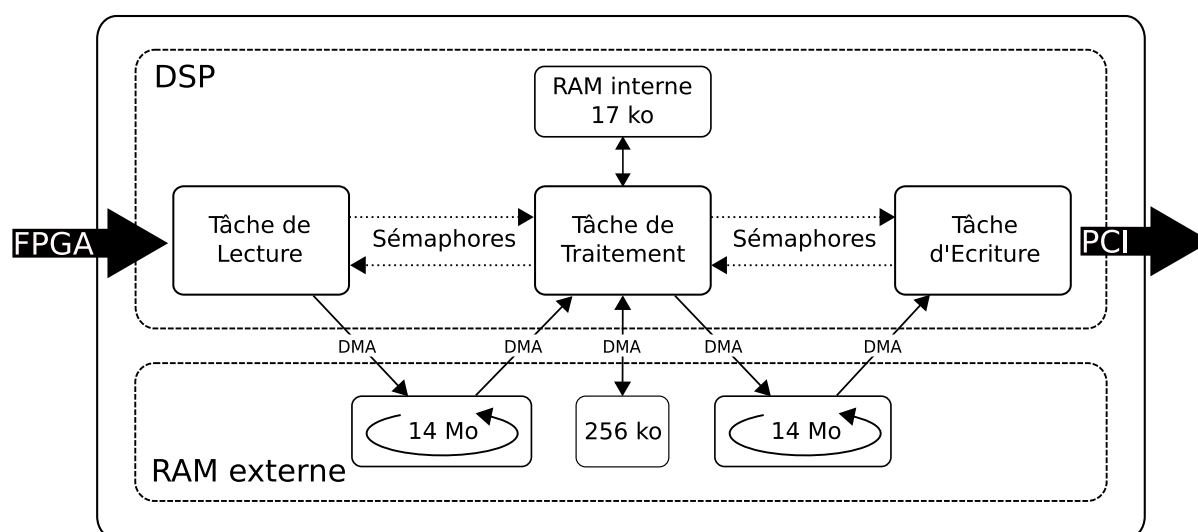 DSP
RAM interne
17 ko
FPGA
Tâche de
Lecture
Sémaphores
Tâche de
Traitement
Sémaphores
Tâche
d'Ecriture
PCI
DMA
DMA
DMA
DMA
DMA
14 Mo
256 ko
14 Mo
RAM externe